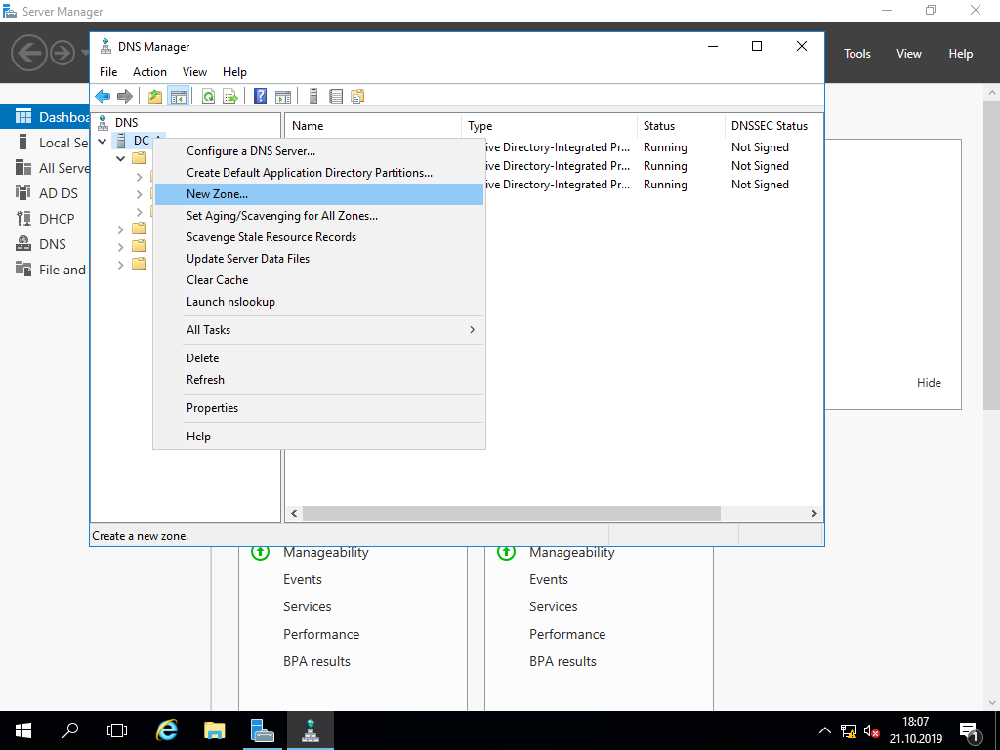 Server Manager
Tools View Help
DNS Manager
File Action View Help
Dashboa
Local Se
All Serve
AD DS
DHCP
DNS
File and
DNS
DC_
Name Type Status DNSSEC Status
ive Directory-Integrated Pr... Running Not Signed
ive Directory-Integrated Pr... Running Not Signed
ive Directory-Integrated Pr... Running Not Signed
Configure a DNS Server...
Create Default Application Directory Partitions...
New Zone...
Set Aging/Scavenging for All Zones...
Scavenge Stale Resource Records
Update Server Data Files
Clear Cache
Launch nslookup
All Tasks
Delete
Refresh
Properties
Help
Hide
Create a new zone.
Manageability
Events
Services
Performance
BPA results
Manageability
Events
Services
Performance
BPA results
18:07
21.10.2019
1